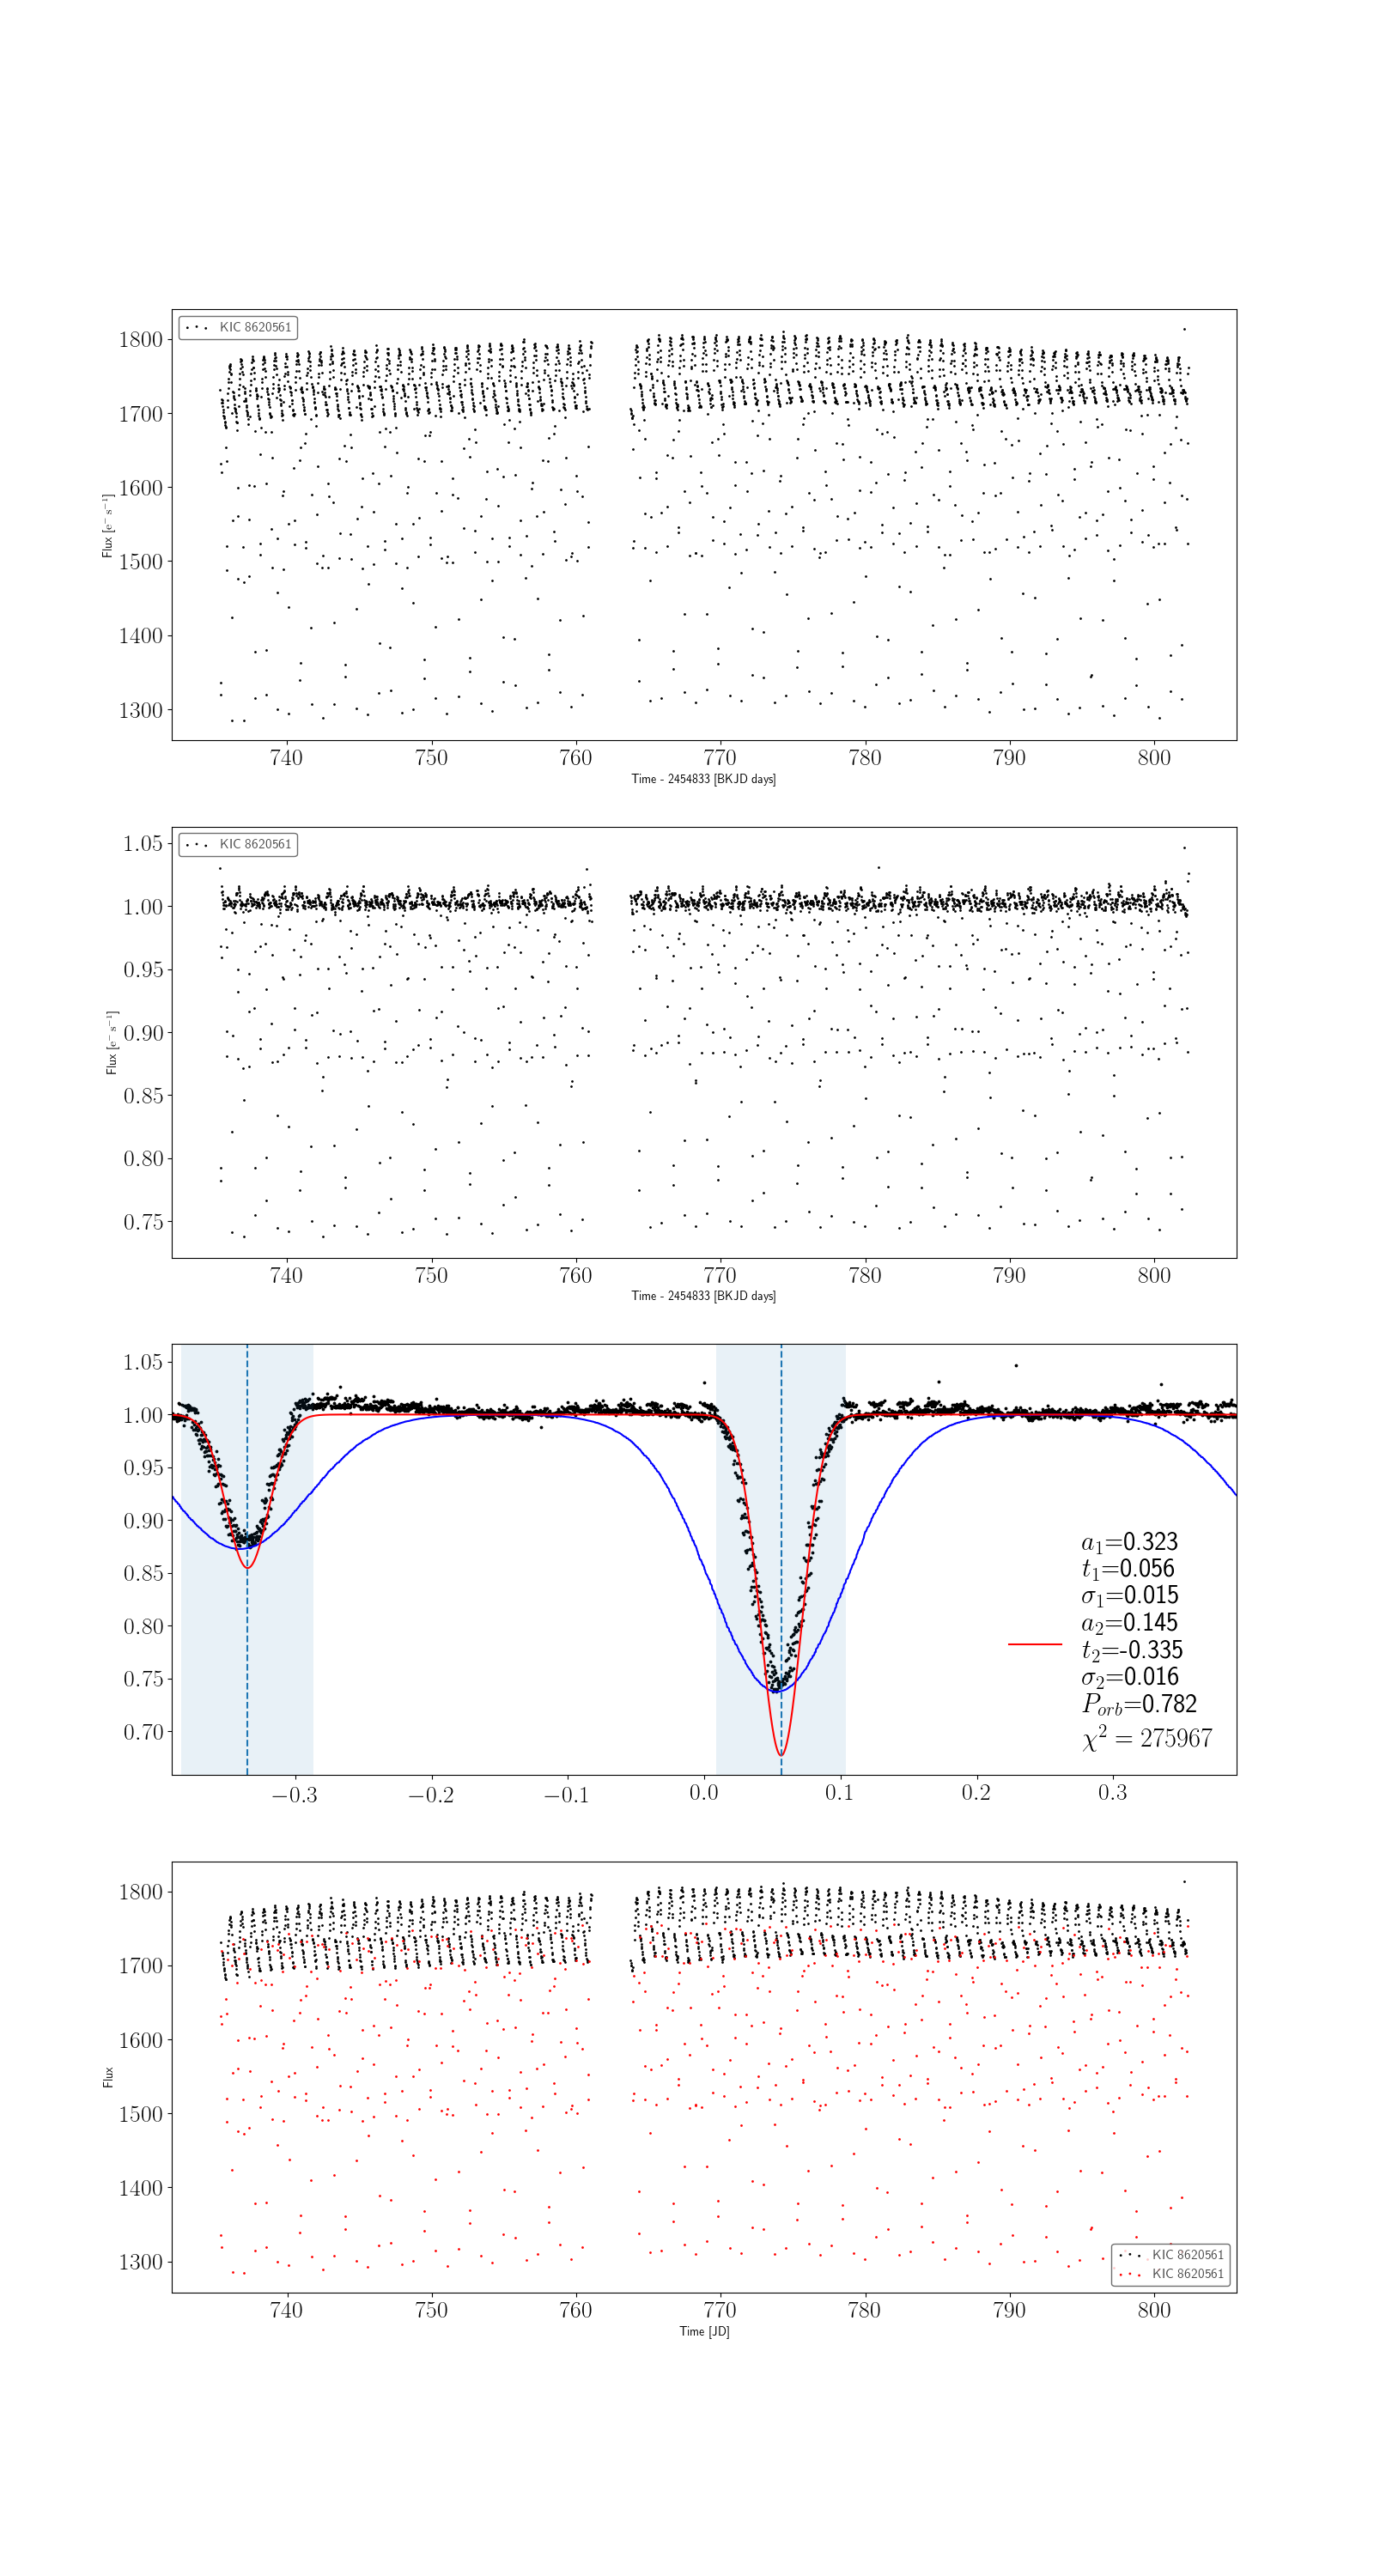 KIC 8620561
1800
1700
1600
1500
1400
1300
Flux [e⁻ s⁻¹]
740 750 760 770 780 790 800
Time - 2454833 [BKJD days]
KIC 8620561
1.05
1.00
0.95
0.90
0.85
0.80
0.75
Flux [e⁻ s⁻¹]
740 750 760 770 780 790 800
Time - 2454833 [BKJD days]
1.05
1.00
0.95
0.90
0.85
0.80
0.75
0.70
a₁=0.323
t₁=0.056
σ₁=0.015
a₂=0.145
t₂=-0.335
σ₂=0.016
P_orb=0.782
χ² = 275967
−0.3 −0.2 −0.1 0.0 0.1 0.2 0.3
1800
1700
1600
1500
1400
1300
Flux
KIC 8620561
KIC 8620561
740 750 760 770 780 790 800
Time [JD]